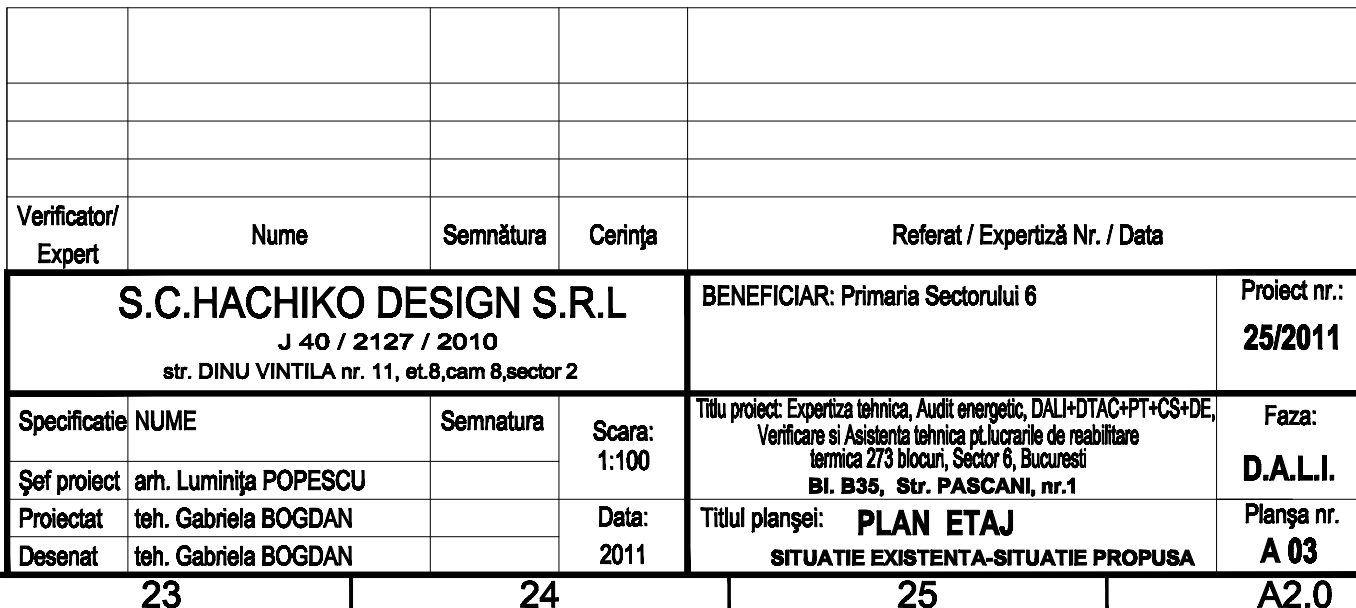 Verificator/
Expert
Nume
Semnătura
Cerința
Referat / Expertiză Nr. / Data
S.C.HACHIKO DESIGN S.R.L
J 40 / 2127 / 2010
str. DINU VINTILA nr. 11, et.8,cam 8,sector 2
BENEFICIAR: Primaria Sectorului 6
Proiect nr.:
25/2011
Specificatie
NUME
Semnatura
Scara:
1:100
Titlu proiect: Expertiza tehnica, Audit energetic, DALI+DTAC+PT+CS+DE,
Verificare si Asistenta tehnica pt.lucrarile de reabilitare
termica 273 blocuri, Sector 6, Bucuresti
Bl. B35, Str. PASCANI, nr.1
Faza:
D.A.L.I.
Şef proiect
arh. Luminiţa POPESCU
Proiectat
teh. Gabriela BOGDAN
Data:
2011
Desenat
teh. Gabriela BOGDAN
Titlul planşei:
PLAN ETAJ
SITUATIE EXISTENTA-SITUATIE PROPUSA
Planşa nr.
A 03
23
24
25
A2.0